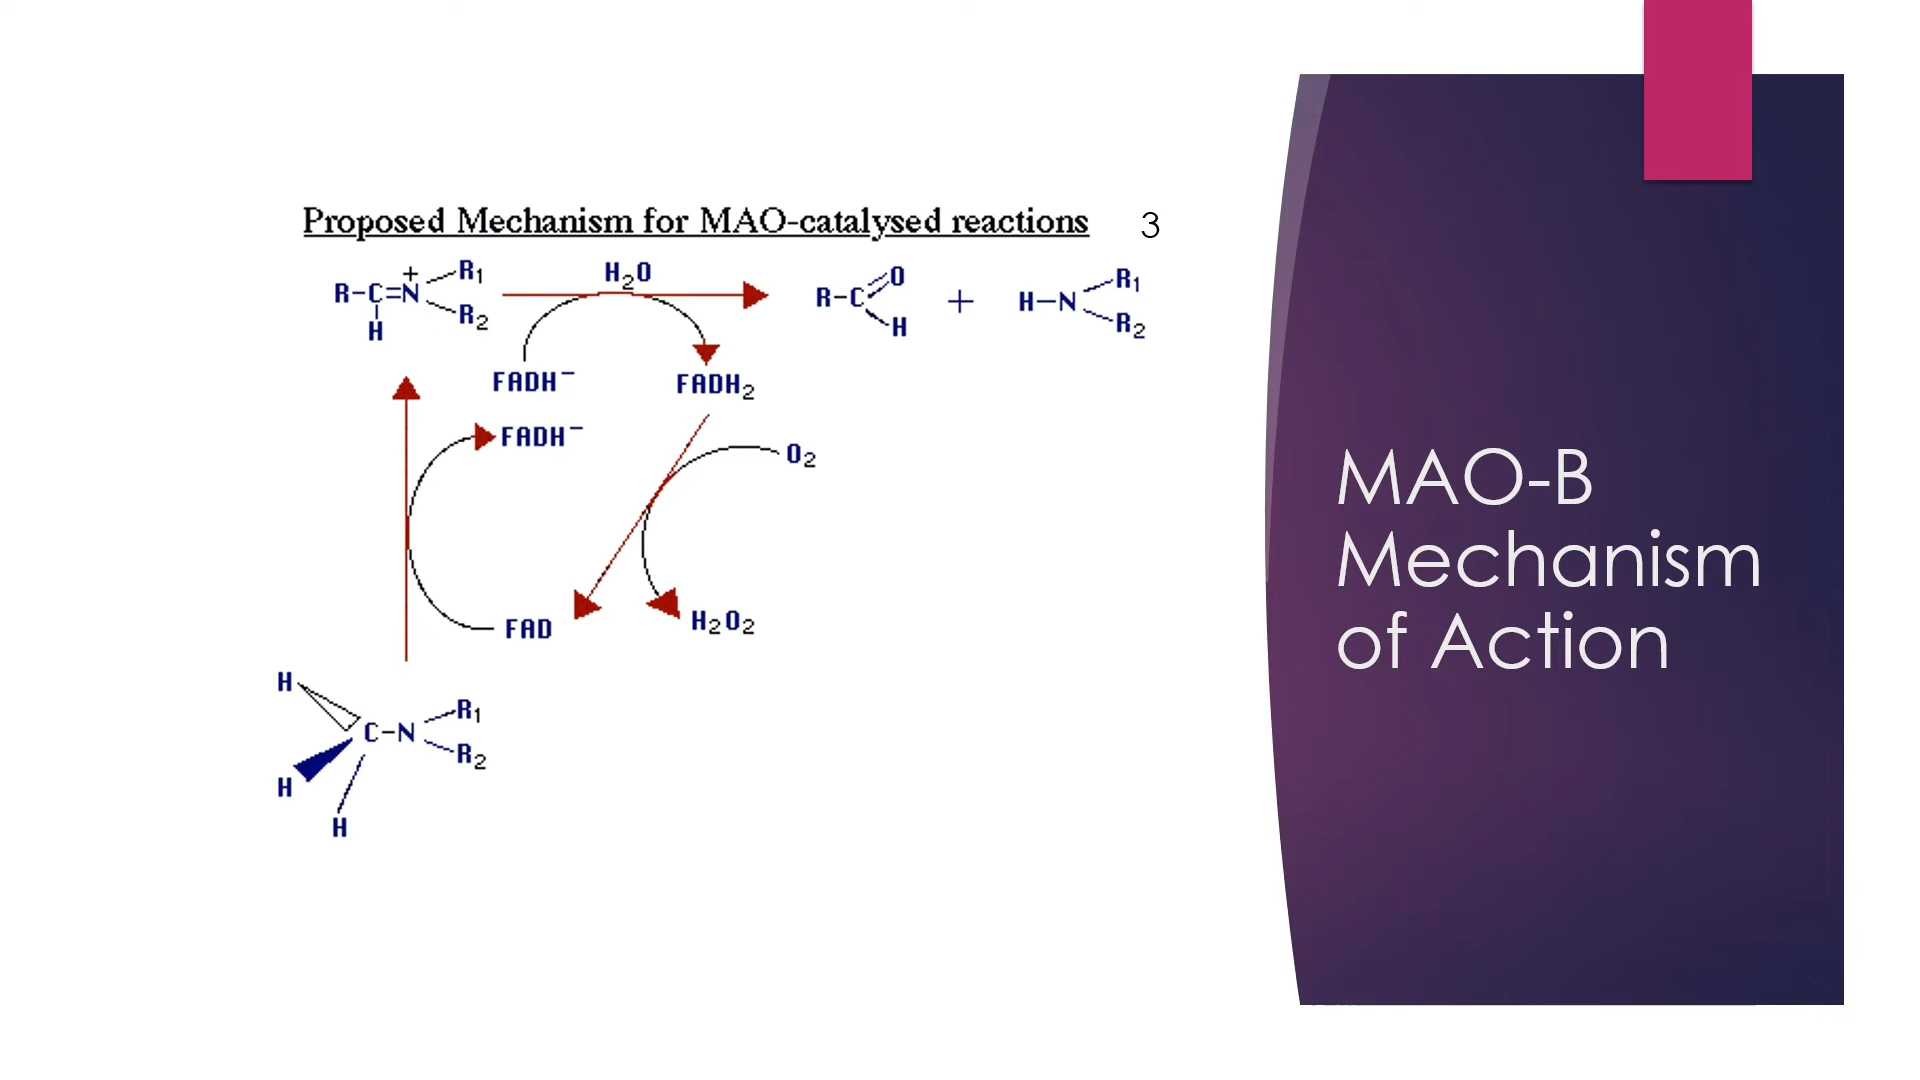 Proposed Mechanism for MAO-catalysed reactions 3
R-C=N
+
R1
R2
H
H2O
R-C
O
H
+
H-N
R1
R2
FADH− FADH2
FADH−
O2
FAD
H2O2
H
C-N
R1
R2
H
H
MAO-B
Mechanism
of Action